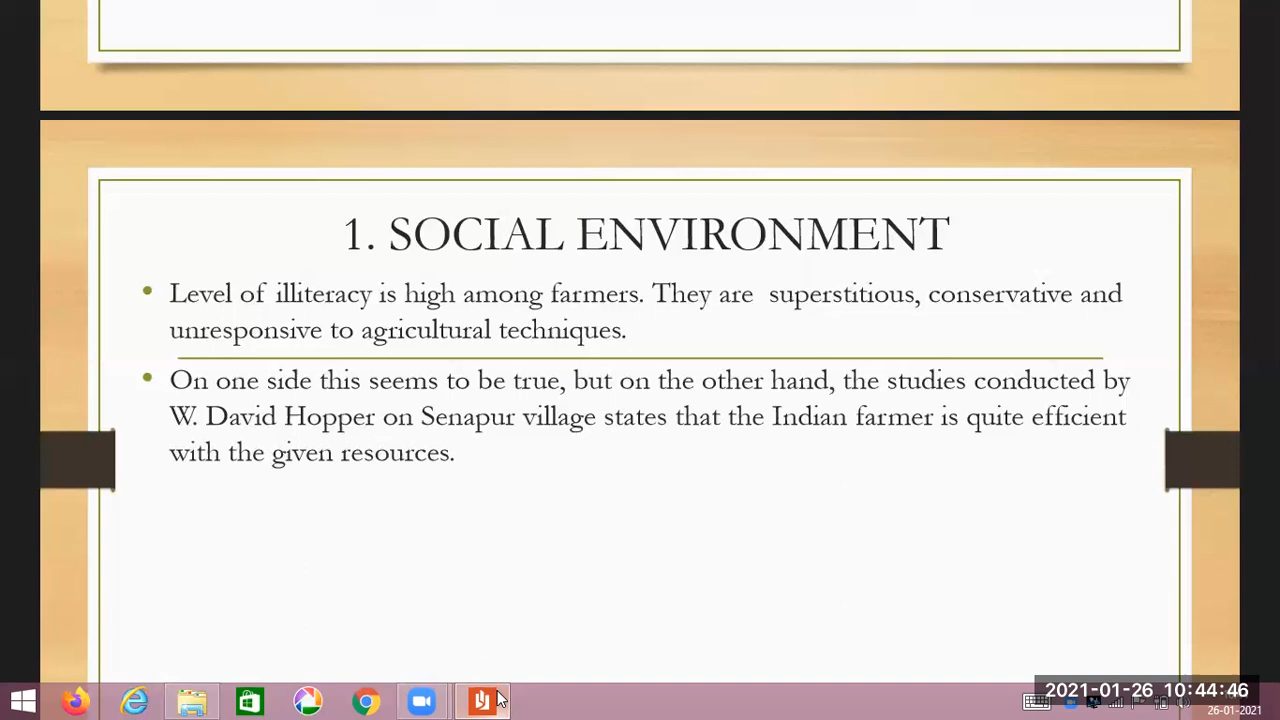 1. SOCIAL ENVIRONMENT
• Level of illiteracy is high among farmers. They are  superstitious, conservative and
unresponsive to agricultural techniques.
• On one side this seems to be true, but on the other hand, the studies conducted by
W. David Hopper on Senapur village states that the Indian farmer is quite efficient
with the given resources.
2021-01-26 10:44:46
26-01-2021